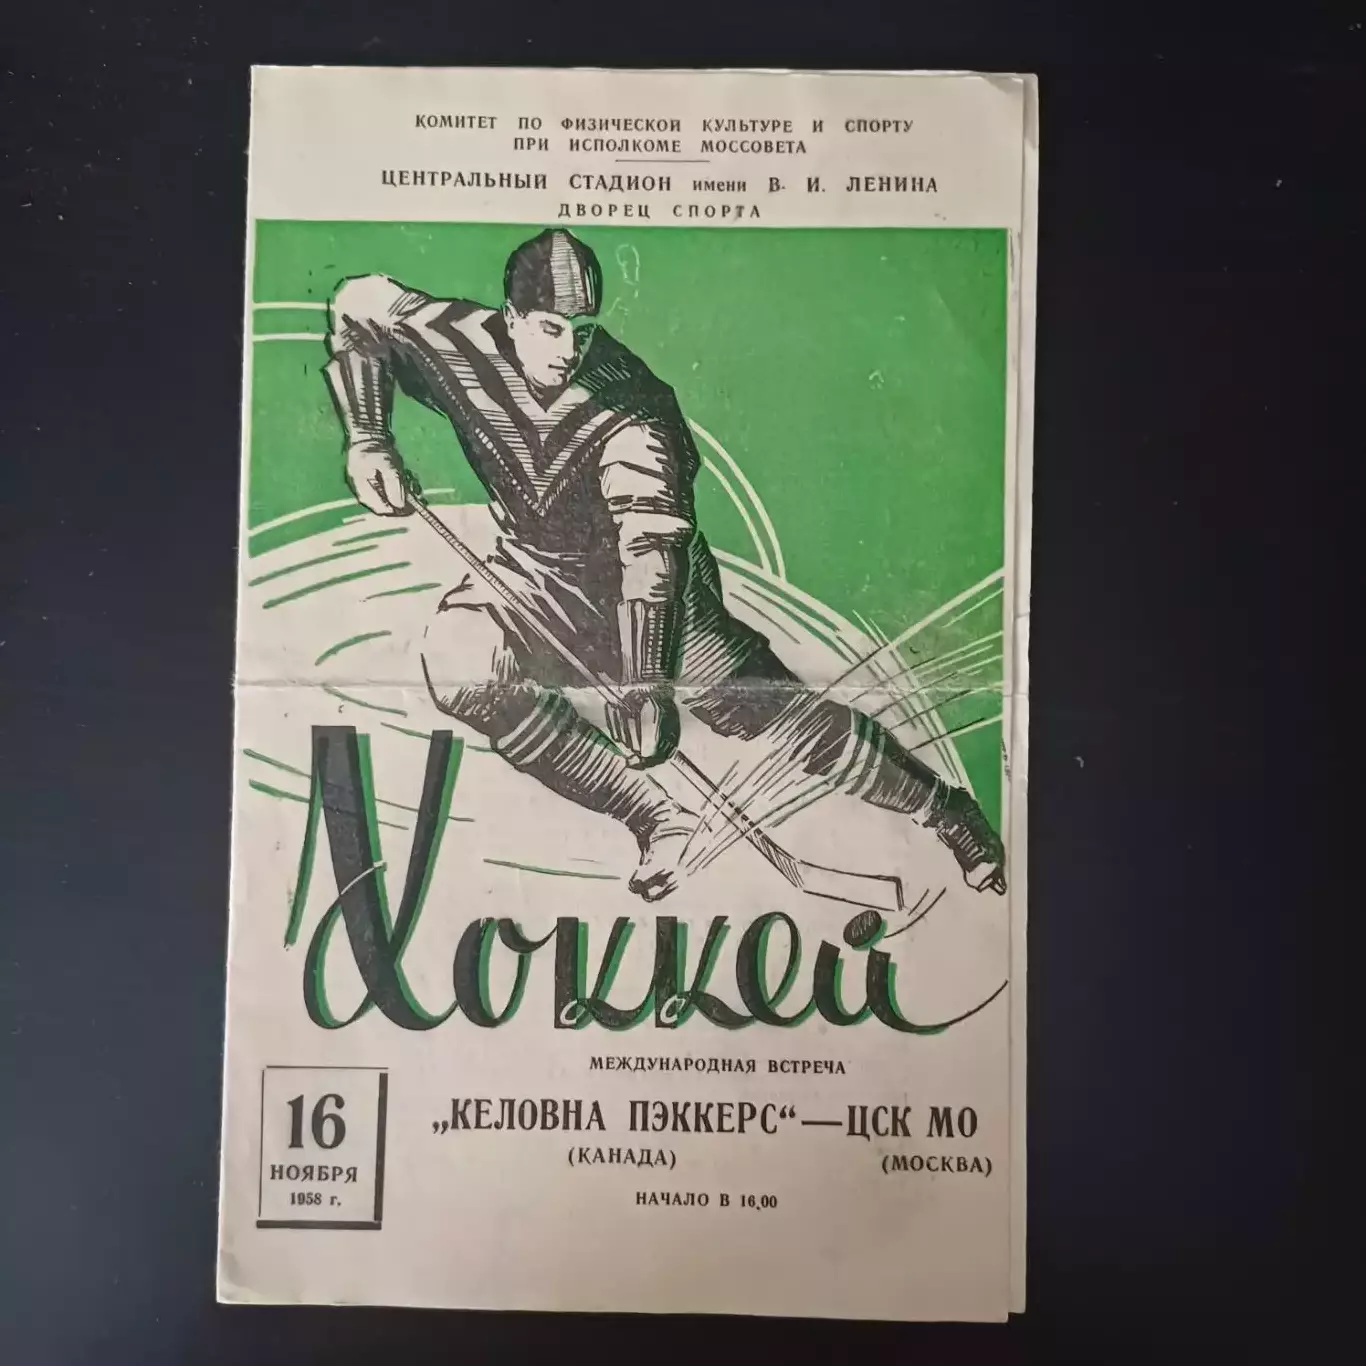 КОМИТЕТ ПО ФИЗИЧЕСКОЙ КУЛЬТУРЕ И СПОРТУ
ПРИ ИСПОЛКОМЕ МОССОВЕТА
ЦЕНТРАЛЬНЫЙ СТАДИОН имени В. И. ЛЕНИНА
ДВОРЕЦ СПОРТА
Хоккей
МЕЖДУНАРОДНАЯ ВСТРЕЧА
„КЕЛОВНА ПЭККЕРС“ — ЦСК МО
(КАНАДА) (МОСКВА)
НАЧАЛО В 16.00
16
НОЯБРЯ
1958 г.